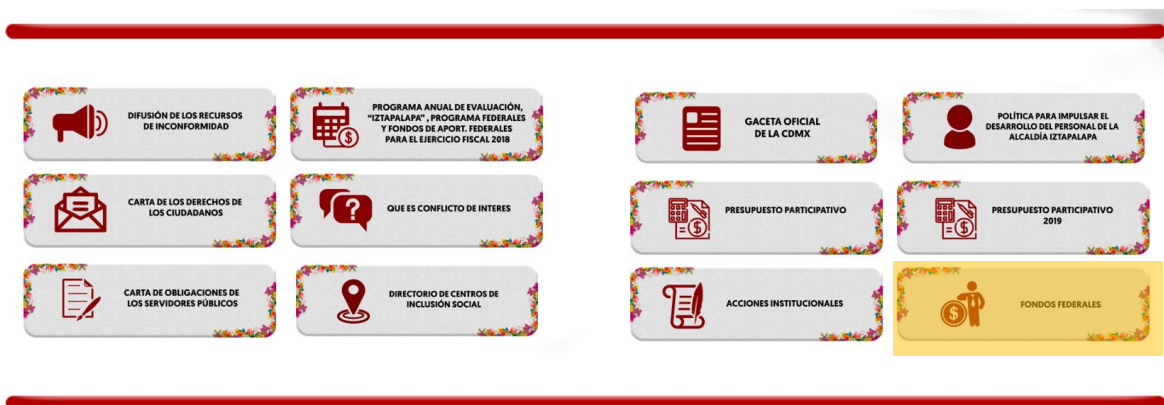 DIFUSIÓN DE LOS RECURSOS
DE INCONFORMIDAD
PROGRAMA ANUAL DE EVALUACIÓN,
"IZTAPALAPA" , PROGRAMA FEDERALES
Y FONDOS DE APORT. FEDERALES
PARA EL EJERCICIO FISCAL 2018
GACETA OFICIAL
DE LA CDMX
POLÍTICA PARA IMPULSAR EL
DESARROLLO DEL PERSONAL DE LA
ALCALDÍA IZTAPALAPA
CARTA DE LOS DERECHOS DE
LOS CIUDADANOS
QUE ES CONFLICTO DE INTERES
PRESUPUESTO PARTICIPATIVO
PRESUPUESTO PARTICIPATIVO
2019
CARTA DE OBLIGACIONES DE
LOS SERVIDORES PÚBLICOS
DIRECTORIO DE CENTROS DE
INCLUSIÓN SOCIAL
ACCIONES INSTITUCIONALES
FONDOS FEDERALES